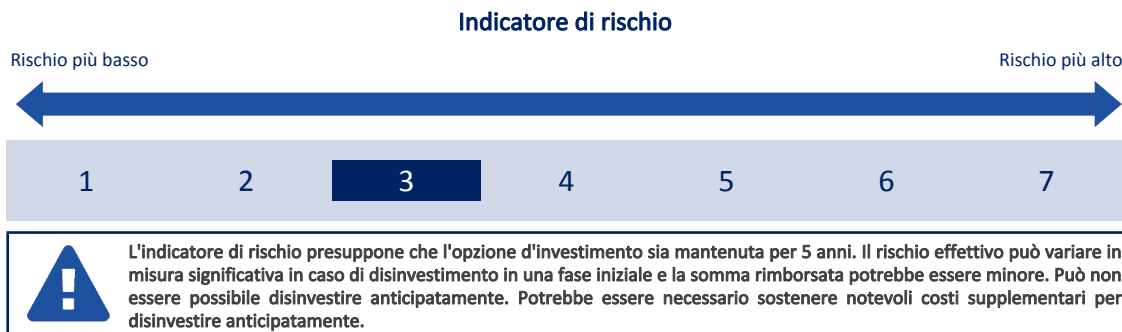 Indicatore di rischio
Rischio più basso
Rischio più alto
1 2 3 4 5 6 7
L'indicatore di rischio presuppone che l'opzione d'investimento sia mantenuta per 5 anni. Il rischio effettivo può variare in
misura significativa in caso di disinvestimento in una fase iniziale e la somma rimborsata potrebbe essere minore. Può non
essere possibile disinvestire anticipatamente. Potrebbe essere necessario sostenere notevoli costi supplementari per
disinvestire anticipatamente.